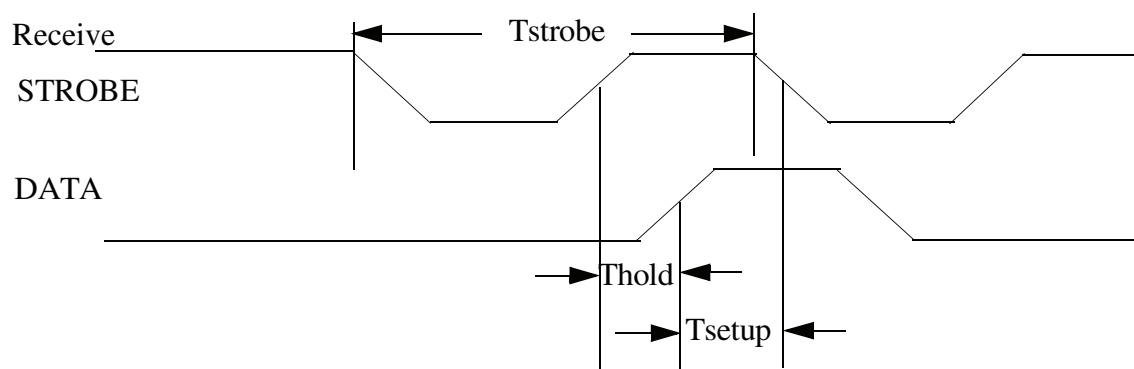 Receive
Tstrobe
STROBE
DATA
Thold
Tsetup